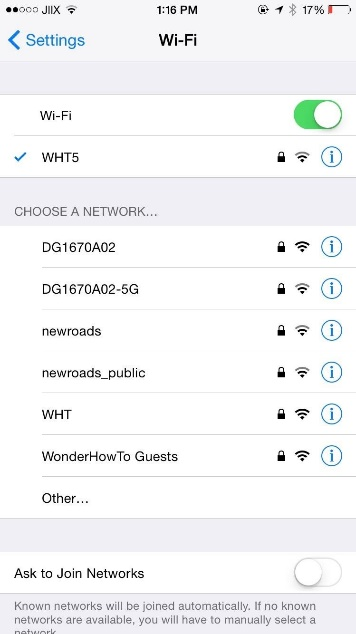 JIIX 1:16 PM 17%
Settings Wi-Fi
Wi-Fi
WHT5
CHOOSE A NETWORK...
DG1670A02
DG1670A02-5G
newroads
newroads_public
WHT
WonderHowTo Guests
Other...
Ask to Join Networks
Known networks will be joined automatically. If no known
networks are available, you will have to manually select a
network.